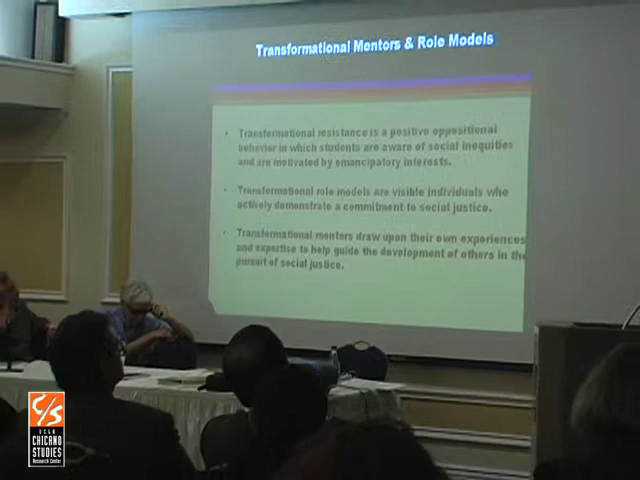 Transformational Mentors & Role Models
• Transformational resistance is a positive oppositional
behavior in which students are aware of social inequities
and are motivated by emancipatory interests.
• Transformational role models are visible individuals who
actively demonstrate a commitment to social justice.
• Transformational mentors draw upon their own experiences
and expertise to help guide the development of others in the
pursuit of social justice.
C/S
UCLA
CHICANO
STUDIES
Research Center